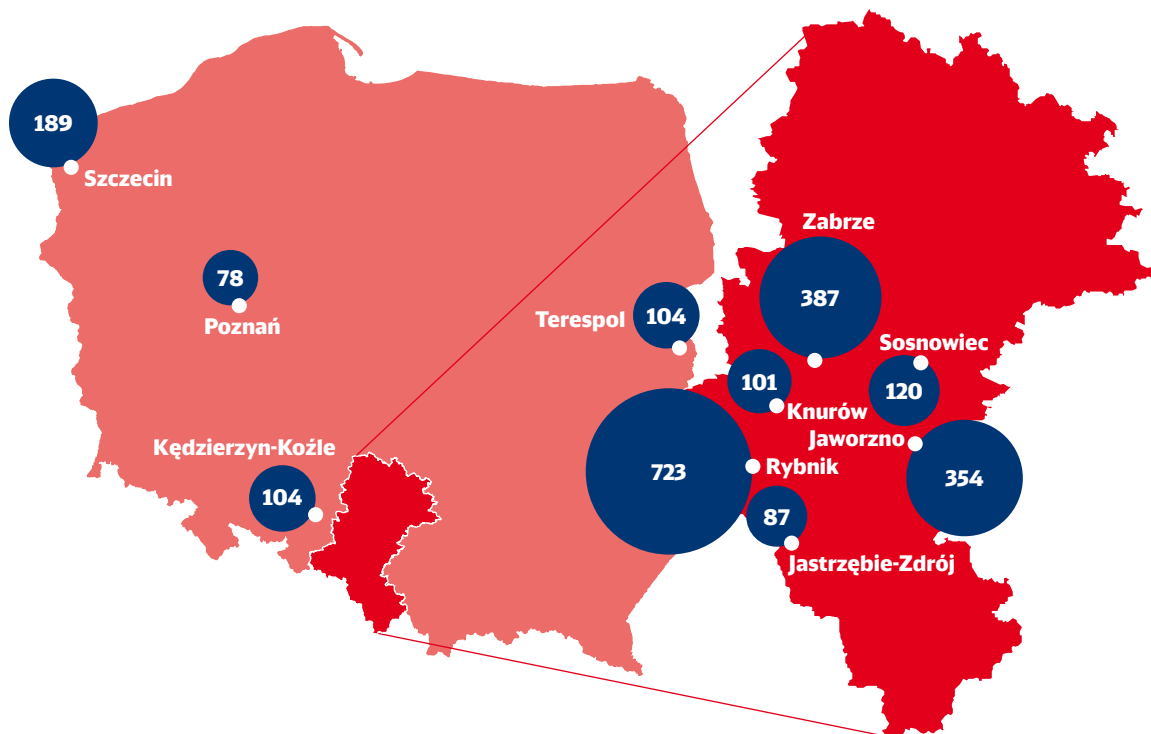 189
Szczecin
78
Poznań
Terespol
104
Kędzierzyn-Koźle
104
Zabrze
387
Sosnowiec
120
101
Knurów
Jaworzno
354
723
Rybnik
87
Jastrzębie-Zdrój